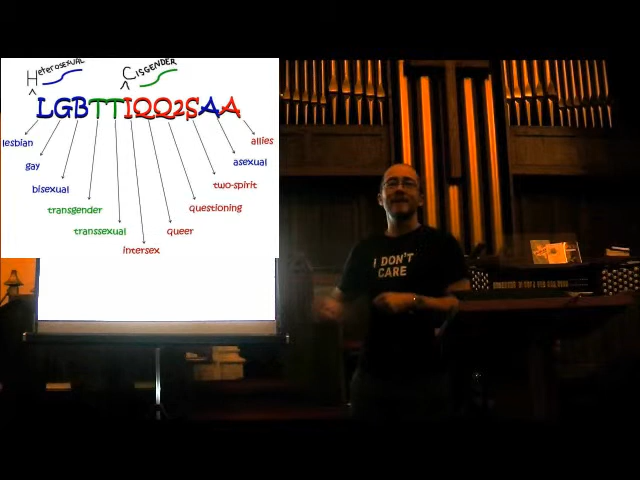 Heterosexual
Cisgender
LGBTTIQQ2SAA
lesbian
allies
gay
asexual
bisexual
two-spirit
transgender
questioning
transsexual
queer
intersex
I DON'T
CARE